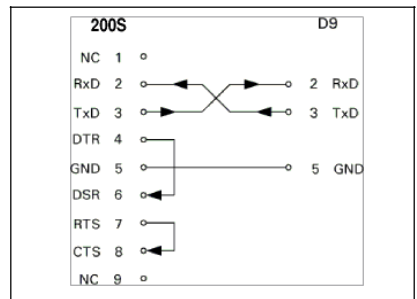 200S D9
NC 1
RxD 2 2 RxD
TxD 3 3 TxD
DTR 4
GND 5 5 GND
DSR 6
RTS 7
CTS 8
NC 9